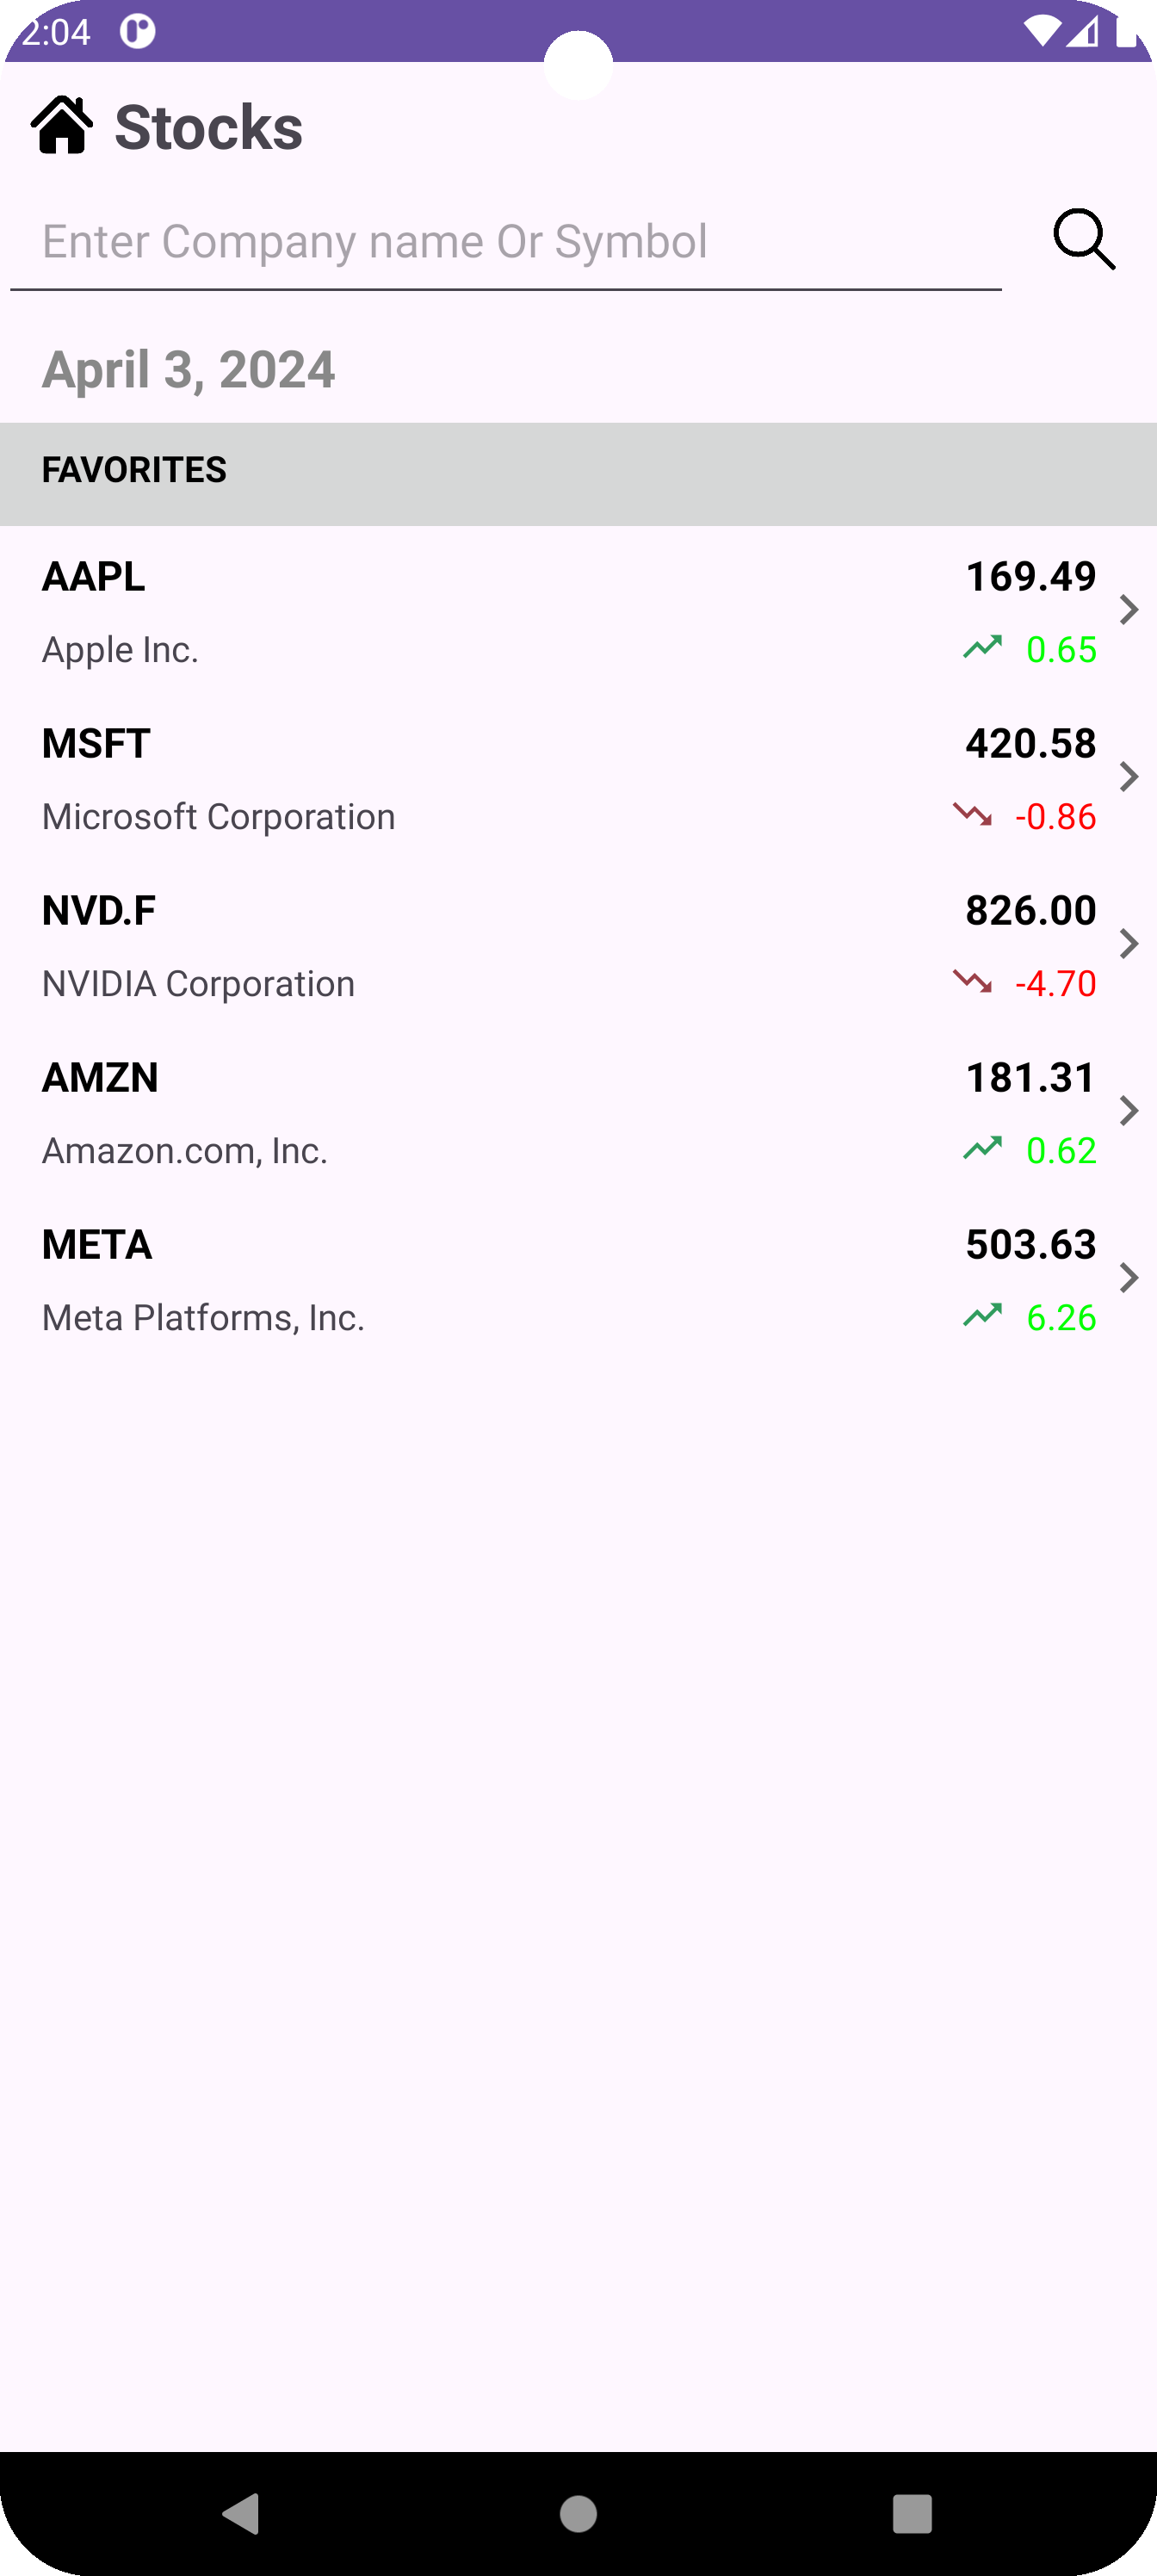 2:04
Stocks
Enter Company name Or Symbol
April 3, 2024
FAVORITES
AAPL 169.49
Apple Inc. 0.65
MSFT 420.58
Microsoft Corporation -0.86
NVD.F 826.00
NVIDIA Corporation -4.70
AMZN 181.31
Amazon.com, Inc. 0.62
META 503.63
Meta Platforms, Inc. 6.26